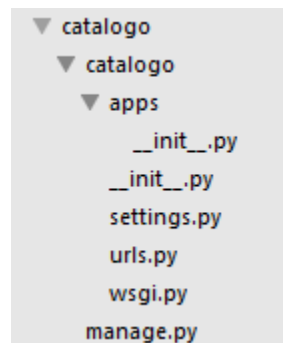 catalogo
catalogo
apps
__init__.py
__init__.py
settings.py
urls.py
wsgi.py
manage.py